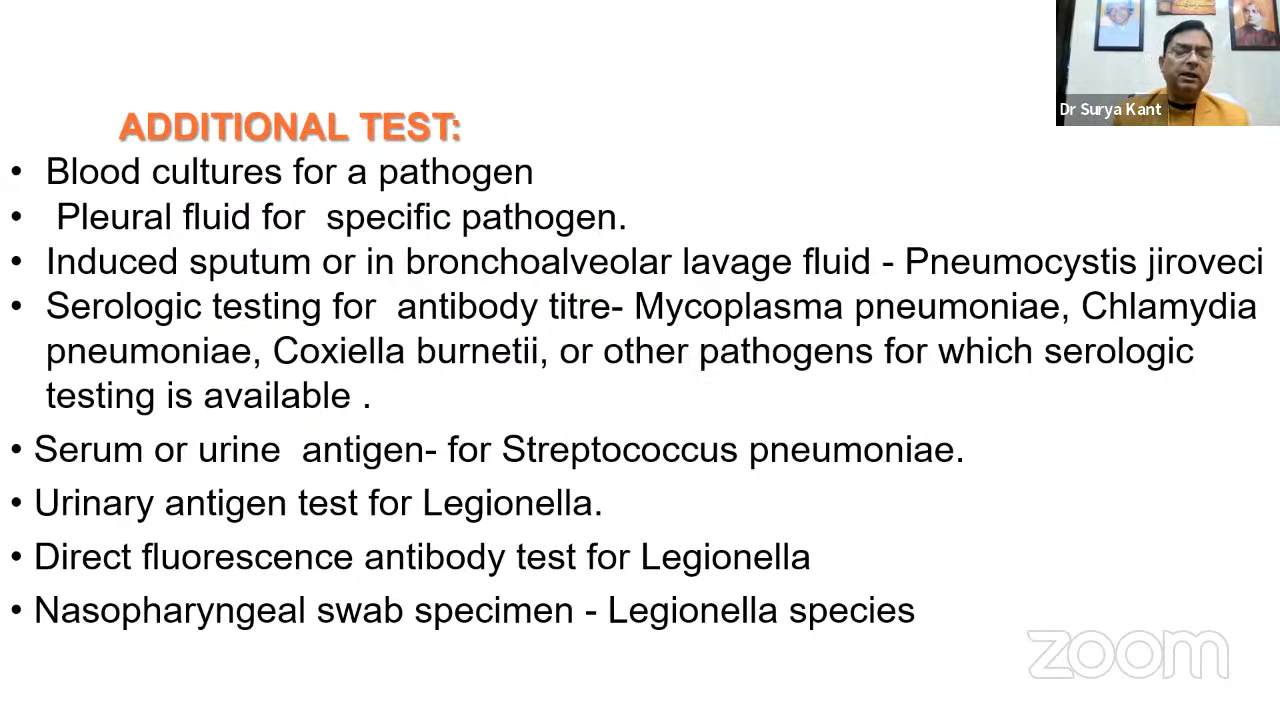 Dr Surya Kant
ADDITIONAL TEST:
• Blood cultures for a pathogen
• Pleural fluid for specific pathogen.
• Induced sputum or in bronchoalveolar lavage fluid - Pneumocystis jiroveci
• Serologic testing for antibody titre- Mycoplasma pneumoniae, Chlamydia
pneumoniae, Coxiella burnetii, or other pathogens for which serologic
testing is available .
• Serum or urine antigen- for Streptococcus pneumoniae.
• Urinary antigen test for Legionella.
• Direct fluorescence antibody test for Legionella
• Nasopharyngeal swab specimen - Legionella species
zoom